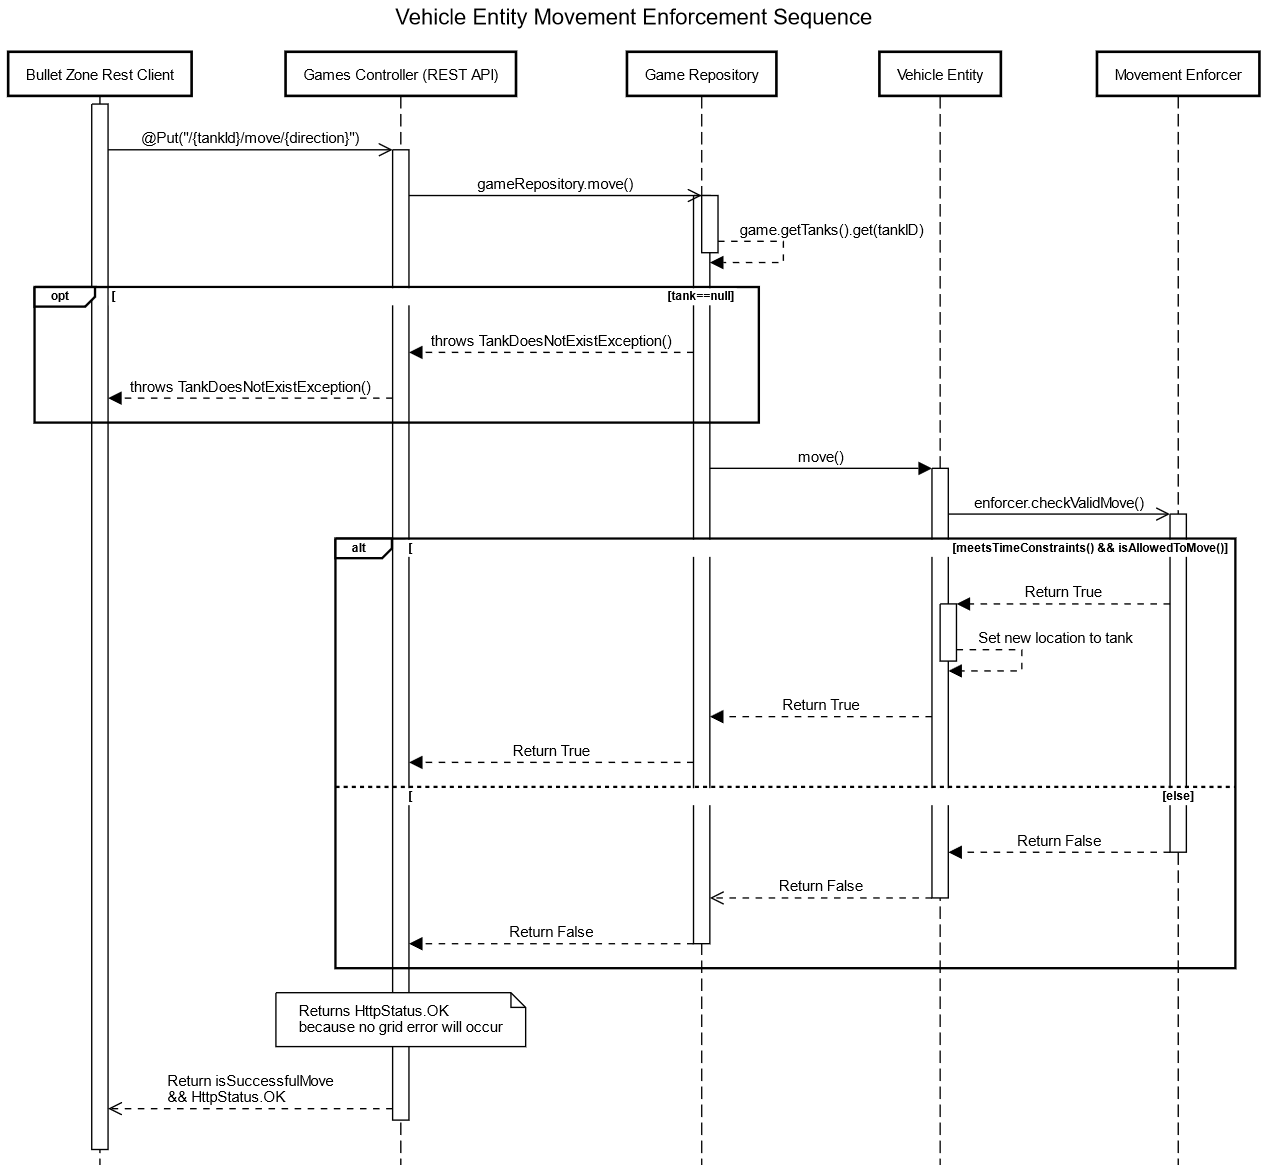 Vehicle Entity Movement Enforcement Sequence
Bullet Zone Rest Client
Games Controller (REST API)
Game Repository
Vehicle Entity
Movement Enforcer
@Put("/{tankId}/move/{direction}")
gameRepository.move()
game.getTanks().get(tankID)
opt
[
[tank==null]
throws TankDoesNotExistException()
throws TankDoesNotExistException()
move()
enforcer.checkValidMove()
alt
[
[meetsTimeConstraints() && isAllowedToMove()]
Return True
Set new location to tank
Return True
Return True
[
[else]
Return False
Return False
Return False
Returns HttpStatus.OK
because no grid error will occur
Return isSuccessfulMove
&& HttpStatus.OK